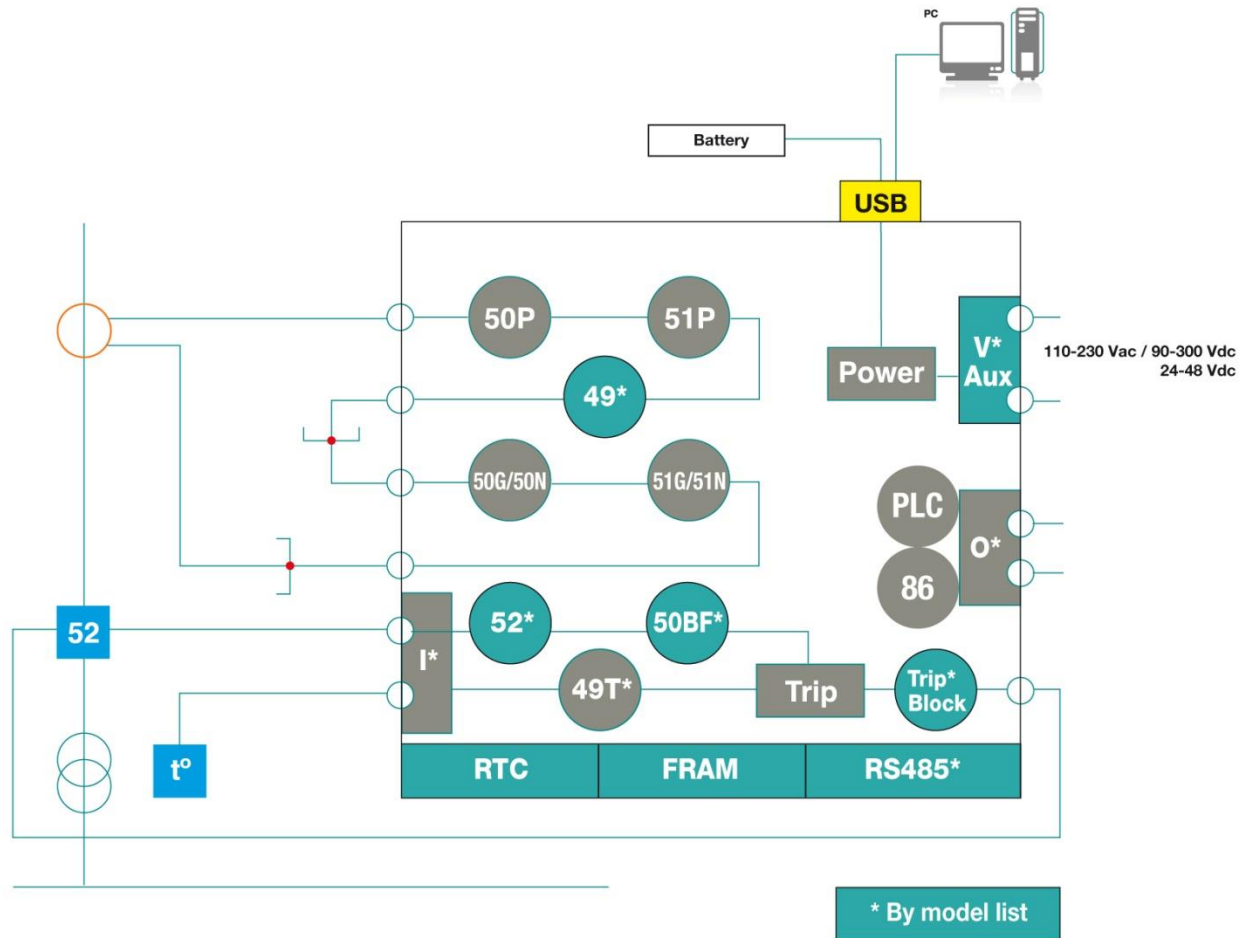 PC
Battery
USB
50P
51P
V*
Aux
110-230 Vac / 90-300 Vdc
24-48 Vdc
Power
49*
50G/50N
51G/51N
PLC
O*
86
52
I*
52*
50BF*
49T*
Trip
Trip*
Block
t°
RTC
FRAM
RS485*
* By model list